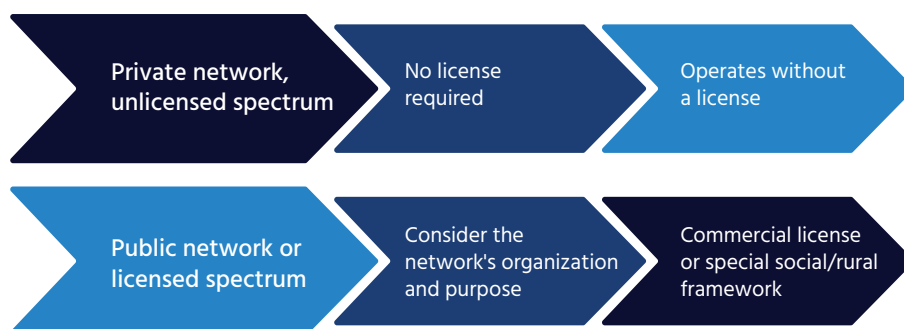 Private network,
unlicensed spectrum
No license
required
Operates without
a license
Public network or
licensed spectrum
Consider the
network's organization
and purpose
Commercial license
or special social/rural
framework